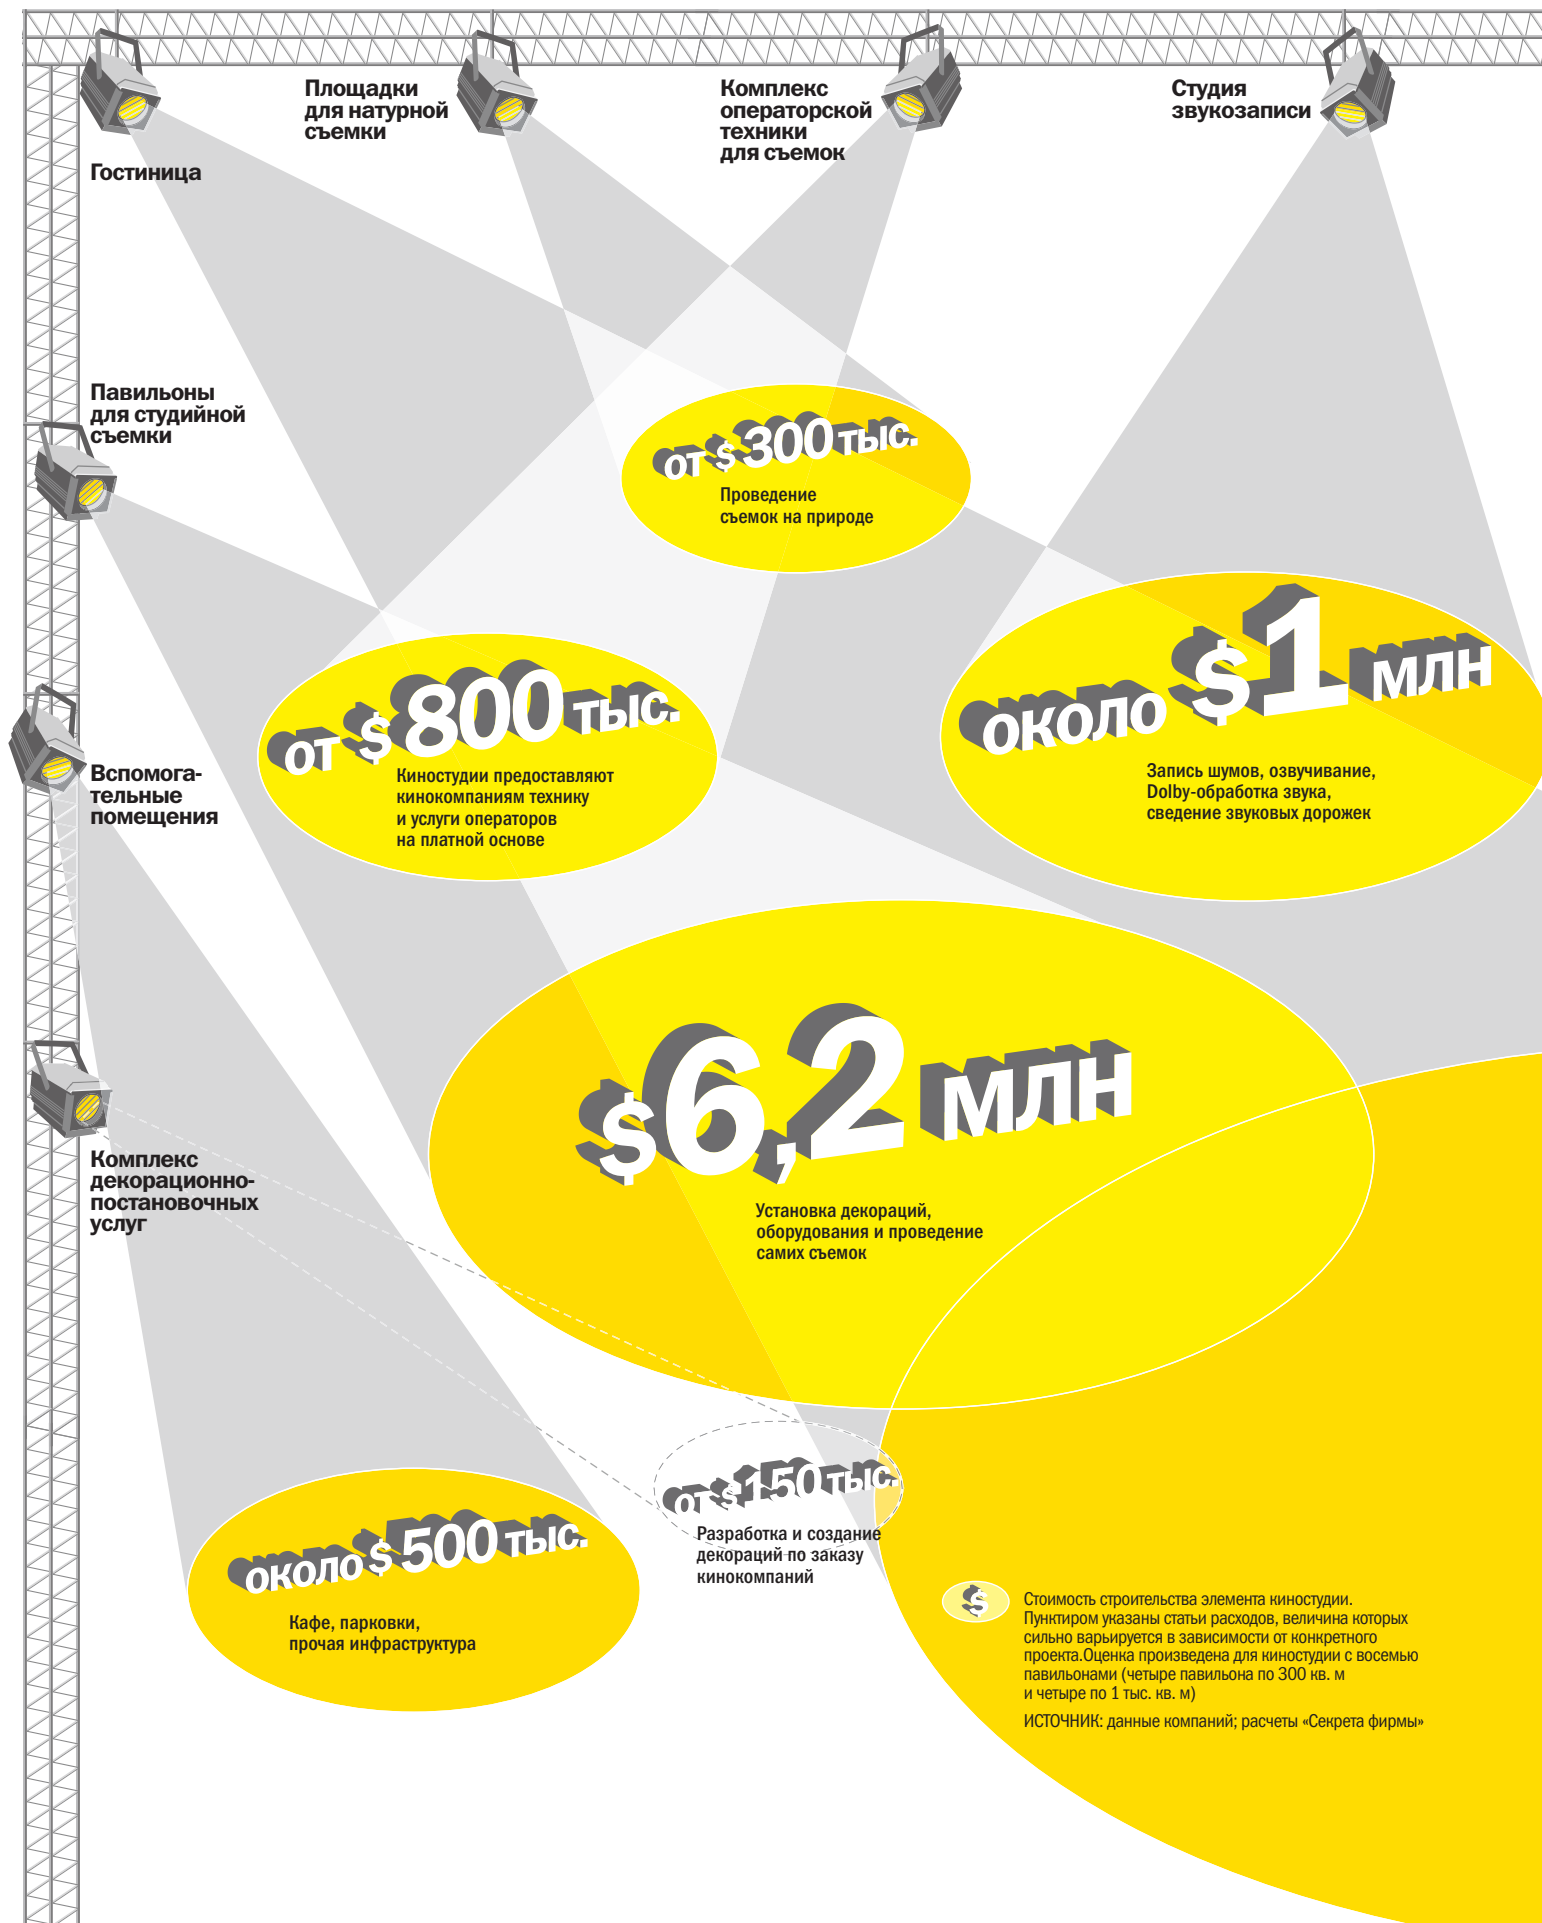 Площадки
для натурной
съемки
Комплекс
операторской
техники
для съемок
Студия
звукозаписи
Гостиница
Павильоны
для студийной
съемки
от $300 тыс.
Проведение
съемок на природе
от $800 тыс.
Киностудии предоставляют
кинокомпаниям технику
и услуги операторов
на платной основе
около $1 млн
Запись шумов, озвучивание,
Dolby-обработка звука,
сведение звуковых дорожек
Вспомога-
тельные
помещения
$6,2 млн
Установка декораций,
оборудования и проведение
самих съемок
Комплекс
декорационно-
постановочных
услуг
от $150 тыс.
Разработка и создание
декораций по заказу
кинокомпаний
около $500 тыс.
Кафе, парковки,
прочая инфраструктура
$
Стоимость строительства элемента киностудии.
Пунктиром указаны статьи расходов, величина которых
сильно варьируется в зависимости от конкретного
проекта.Оценка произведена для киностудии с восемью
павильонами (четыре павильона по 300 кв. м
и четыре по 1 тыс. кв. м)
ИСТОЧНИК: данные компаний; расчеты «Секрета фирмы»